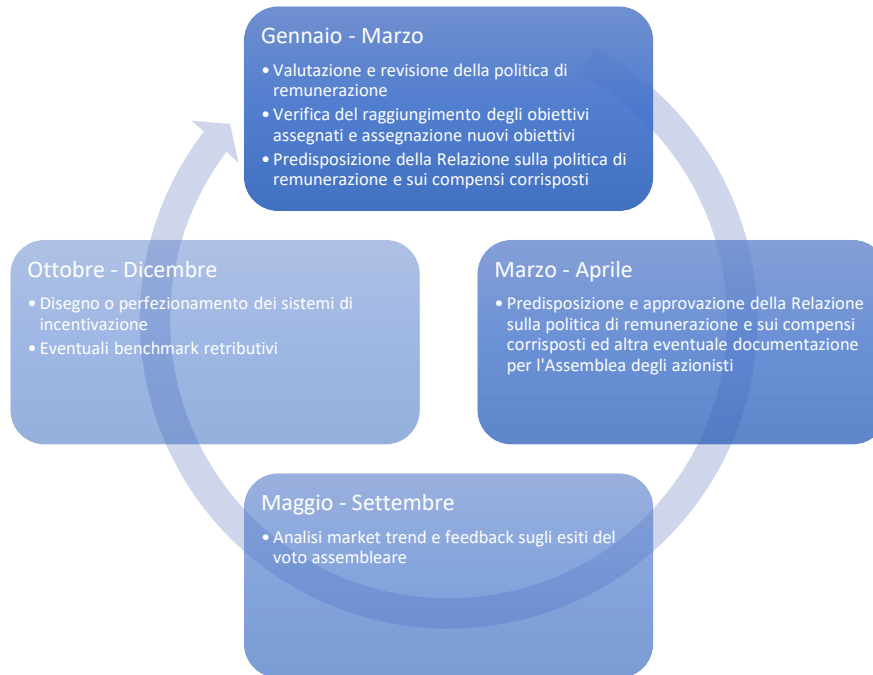 Gennaio - Marzo
• Valutazione e revisione della politica di
remunerazione
• Verifica del raggiungimento degli obiettivi
assegnati e assegnazione nuovi obiettivi
• Predisposizione della Relazione sulla politica di
remunerazione e sui compensi corrisposti
Marzo - Aprile
• Predisposizione e approvazione della Relazione
sulla politica di remunerazione e sui compensi
corrisposti ed altra eventuale documentazione
per l'Assemblea degli azionisti
Maggio - Settembre
• Analisi market trend e feedback sugli esiti del
voto assembleare
Ottobre - Dicembre
• Disegno o perfezionamento dei sistemi di
incentivazione
• Eventuali benchmark retributivi